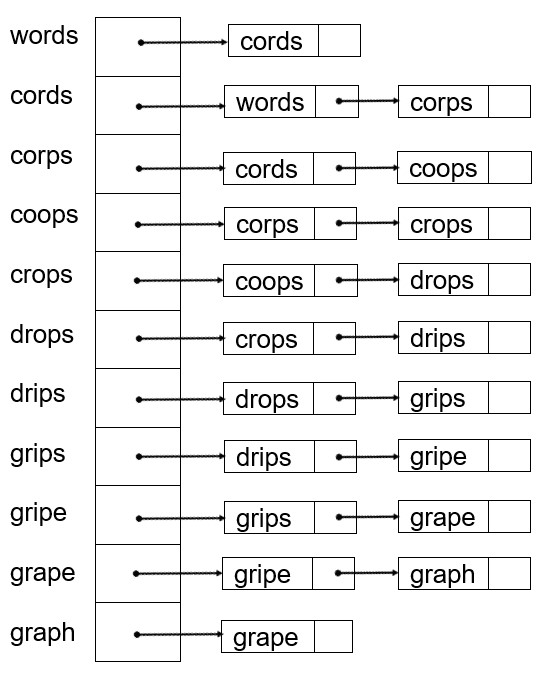 words cords
cords words corps
corps cords coops
coops corps crops
crops coops drops
drops crops drips
drips drops grips
grips drips gripe
gripe grips grape
grape gripe graph
graph grape